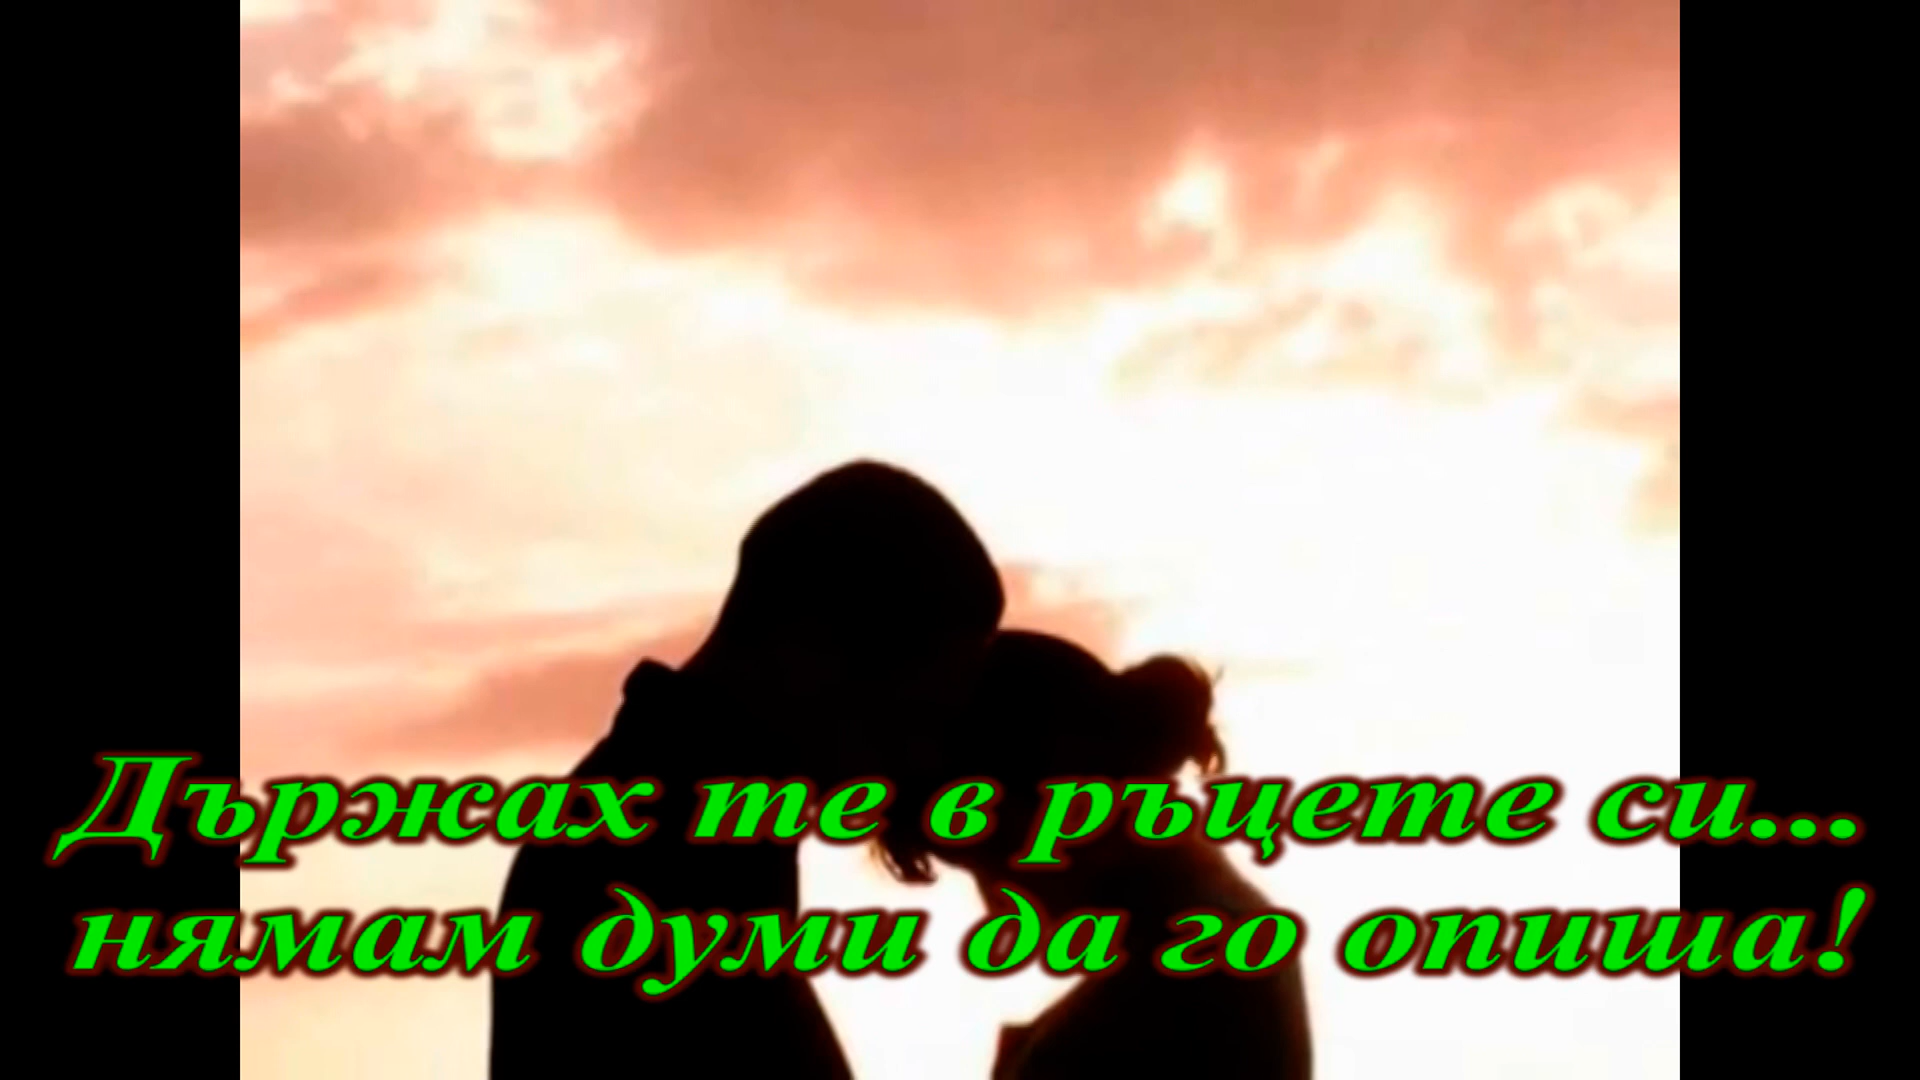 Държах те в ръцете си...
нямам думи да го опиша!